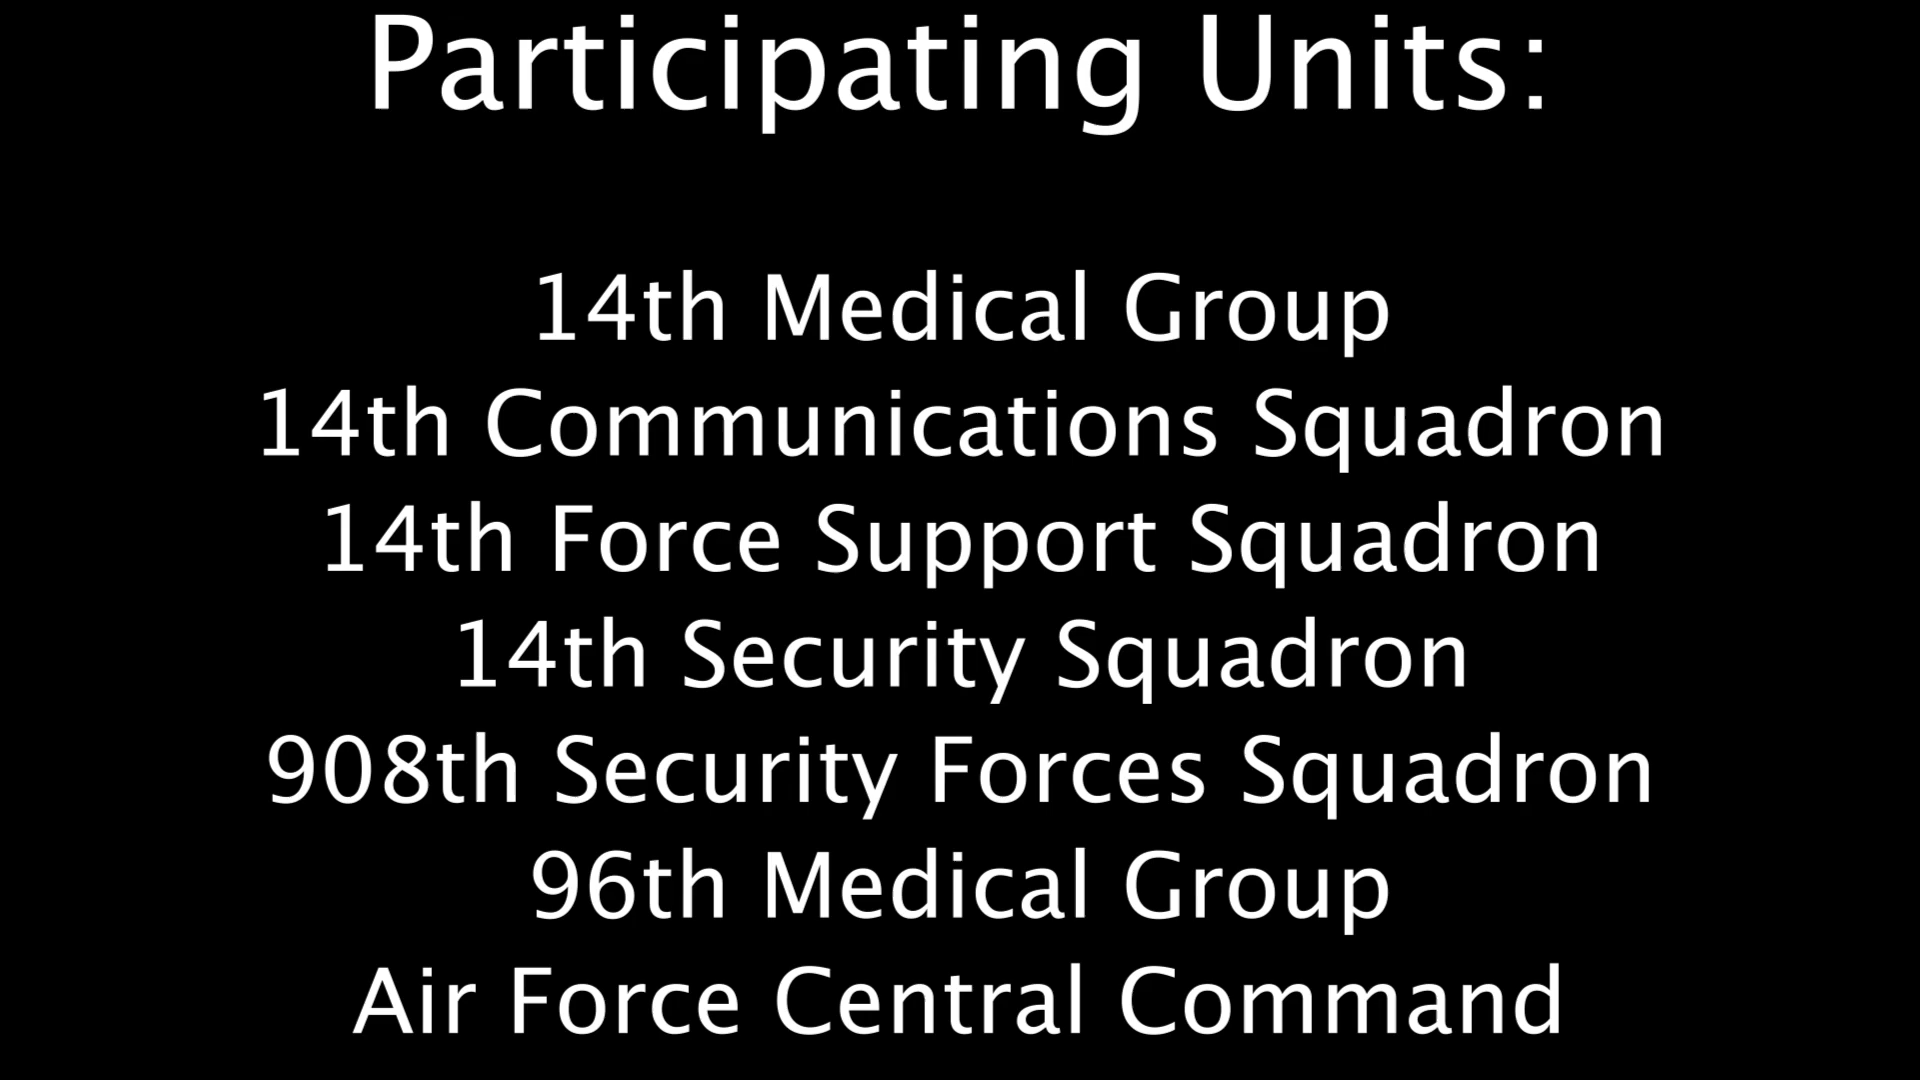 Participating Units:
14th Medical Group
14th Communications Squadron
14th Force Support Squadron
14th Security Squadron
908th Security Forces Squadron
96th Medical Group
Air Force Central Command